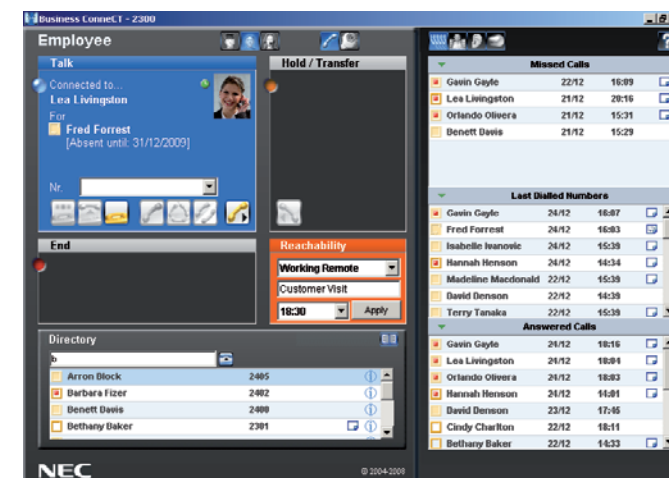 Business ConneCT - 2300
Employee
Talk
Connected to...
Lea Livingston
For
Fred Forrest
[Absent until: 31/12/2009]
Nr.
Hold / Transfer
End
Reachability
Working Remote
Customer Visit
18:30 Apply
Directory
b
Arron Block 2405
Barbara Fizer 2402
Benett Davis 2400
Bethany Baker 2301
NEC
© 2004-2008
?
Missed Calls
Gavin Gayle 22/12 16:09
Lea Livingston 21/12 20:16
Orlando Olivera 21/12 15:31
Benett Davis 21/12 15:29
Last Dialled Numbers
Gavin Gayle 24/12 16:07
Fred Forrest 24/12 16:03
Isabelle Ivanovic 24/12 15:39
Hannah Henson 24/12 14:34
Madeline Macdonald 22/12 15:39
David Denson 22/12 14:39
Terry Tanaka 22/12 15:39
Answered Calls
Gavin Gayle 24/12 18:16
Lea Livingston 24/12 18:04
Orlando Olivera 24/12 18:03
Hannah Henson 24/12 14:01
David Denson 23/12 17:46
Cindy Charlton 22/12 18:11
Bethany Baker 22/12 14:33